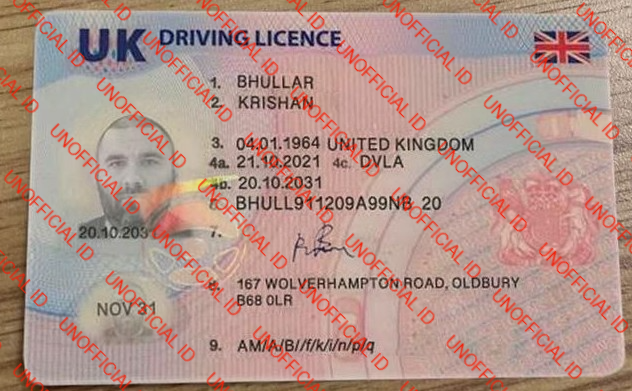 UK DRIVING LICENCE
1. BHULLAR
2. KRISHAN
3. 04.01.1964 UNITED KINGDOM
4a. 21.10.2021 4c. DVLA
4b. 20.10.2031
BHULL911209A99NB 20
20.10.203
7.
8. 167 WOLVERHAMPTON ROAD, OLDBURY
B68 0LR
NOV 31
9. AM/A/B/f/k/i/n/p/q
UNOFFICIAL ID